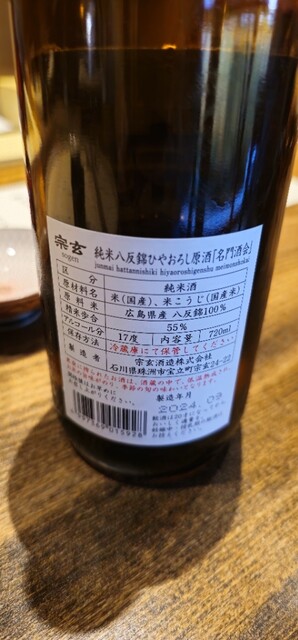 宗玄
sogen
純米八反錦ひやおろし原酒「名門酒会」
junmai hattannishiki hiyaoroshigenshu meimonshukai
区分 純米酒
原材料名 米(国産)、米こうじ(国産米)
原料米 広島県産 八反錦100%
精米歩合 55%
アルコール分 17度 内容量 720ml
保存方法 冷蔵庫にて保管してください
製造者 宗玄酒造株式会社
石川県珠洲市宝立町宗玄24-22
製造年月
2024.09